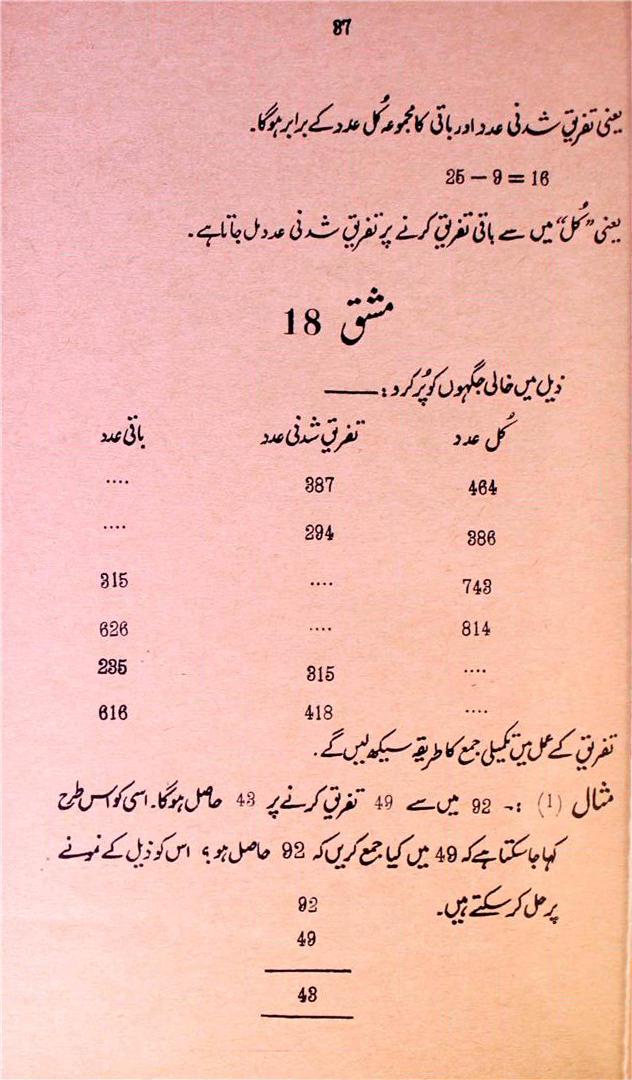 87
یعنی تفریق شدنی عدد اور باقی کا مجموعہ کُل عدد کے برابر ہوگا۔
25 − 9 = 16
یعنی "کُل" میں سے باقی تفریق کرنے پر تفریق شدنی عدد مل جاتا ہے۔
مشق 18
ذیل میں خالی جگہوں کو پُر کرو :
کُل عدد تفریق شدنی عدد باقی عدد
464 387 ....
386 294 ....
743 .... 315
814 .... 626
.... 315 235
.... 418 616
تفریق کے عمل میں تکمیلی جمع کا طریقہ سیکھ لیں گے۔
مثال (1) :- 92 میں سے 49 تفریق کرنے پر 43 حاصل ہوگا۔ اسی کو اس طرح
کہا جا سکتا ہے کہ 49 میں کیا جمع کریں کہ 92 حاصل ہو؟ اس کو ذیل کے نمونے
پر حل کر سکتے ہیں۔
92
49
43